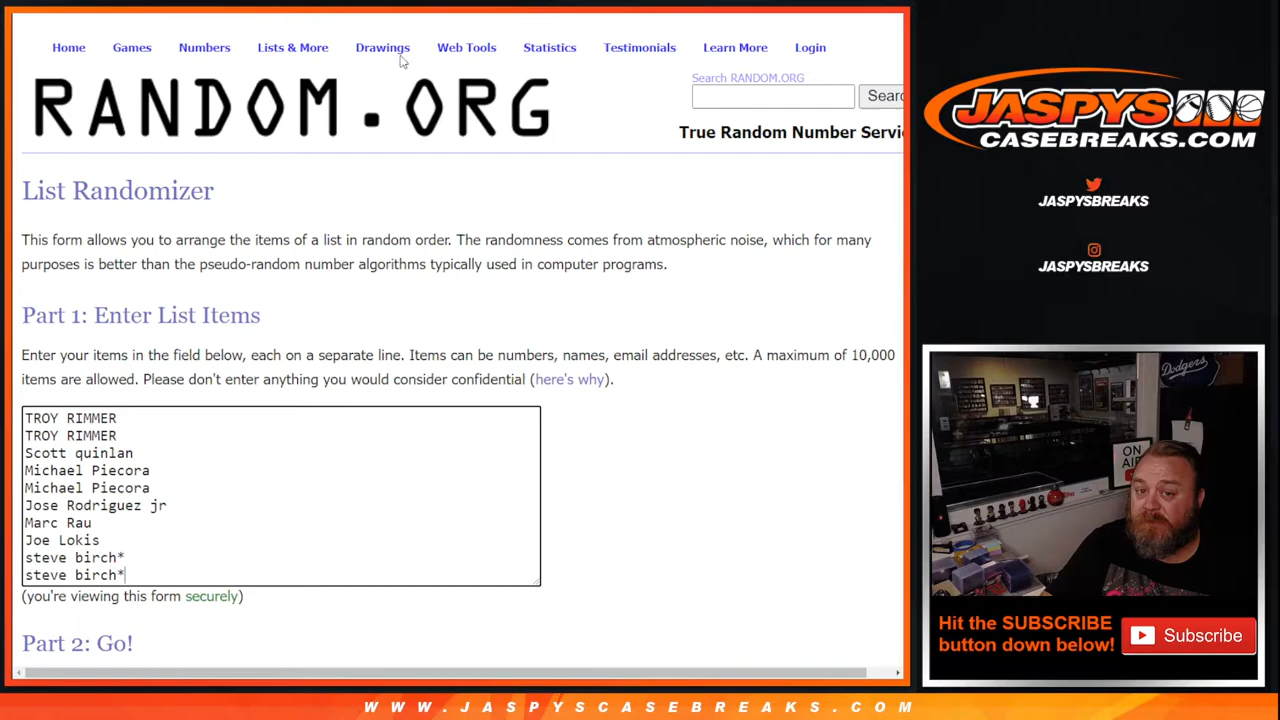 Home Games Numbers Lists & More Drawings Web Tools Statistics Testimonials Learn More Login
RANDOM.ORG
Search RANDOM.ORG
Searc
True Random Number Servi
List Randomizer
This form allows you to arrange the items of a list in random order. The randomness comes from atmospheric noise, which for many
purposes is better than the pseudo-random number algorithms typically used in computer programs.
Part 1: Enter List Items
Enter your items in the field below, each on a separate line. Items can be numbers, names, email addresses, etc. A maximum of 10,000
items are allowed. Please don't enter anything you would consider confidential (here's why).
TROY RIMMER
TROY RIMMER
Scott quinlan
Michael Piecora
Michael Piecora
Jose Rodriguez jr
Marc Rau
Joe Lokis
steve birch*
steve birch*
(you're viewing this form securely)
Part 2: Go!
JASPYS
CASEBREAKS.COM
JASPYSBREAKS
JASPYSBREAKS
Dodgers
ON
AIR
Hit the SUBSCRIBE
button down below!
Subscribe
WWW.JASPYSCASEBREAKS.COM